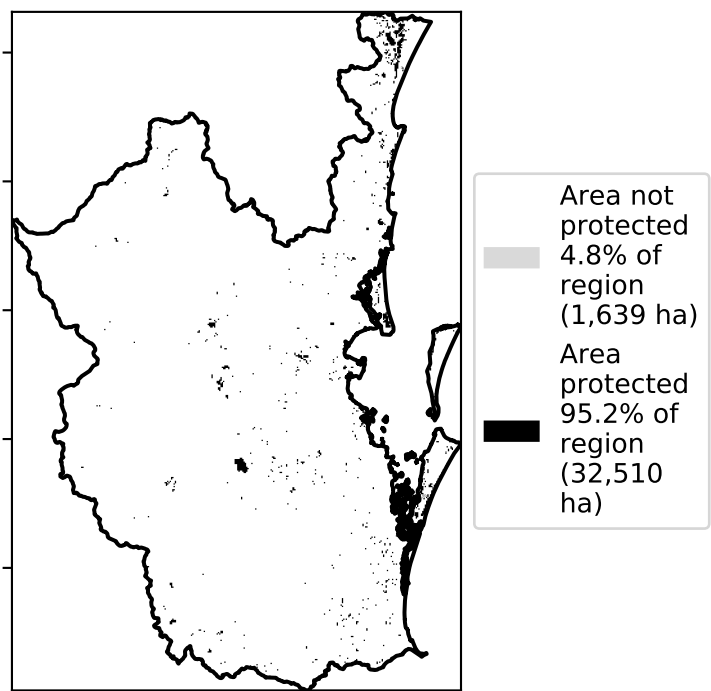 Area not
protected
4.8% of
region
(1,639 ha)
Area
protected
95.2% of
region
(32,510
ha)